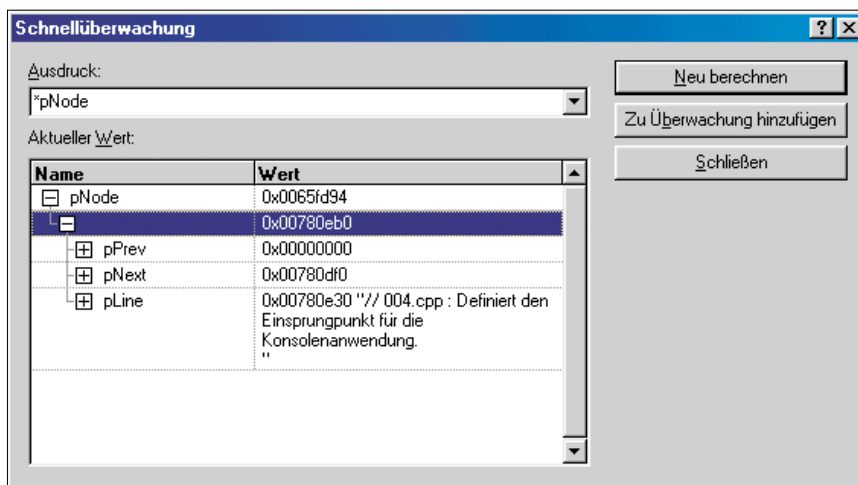 Schnellüberwachung
Ausdruck:
*pNode
Aktueller Wert:
Name Wert
pNode 0x0065fd94
0x00780eb0
pPrev 0x00000000
pNext 0x00780df0
pLine 0x00780e30 "// 004.cpp : Definiert den
Einsprungpunkt für die
Konsolenanwendung.
"
Neu berechnen
Zu Überwachung hinzufügen
Schließen